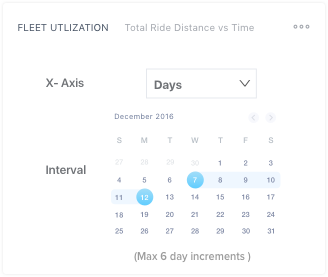 FLEET UTLIZATION Total Ride Distance vs Time
X- Axis Days
December 2016
S M T W T F S
27 28 29 30 1 2 3
4 5 6 7 8 9 10
Interval
11 12 13 14 15 16 17
18 19 20 21 22 23 24
25 26 27 28 29 30 31
(Max 6 day increments )